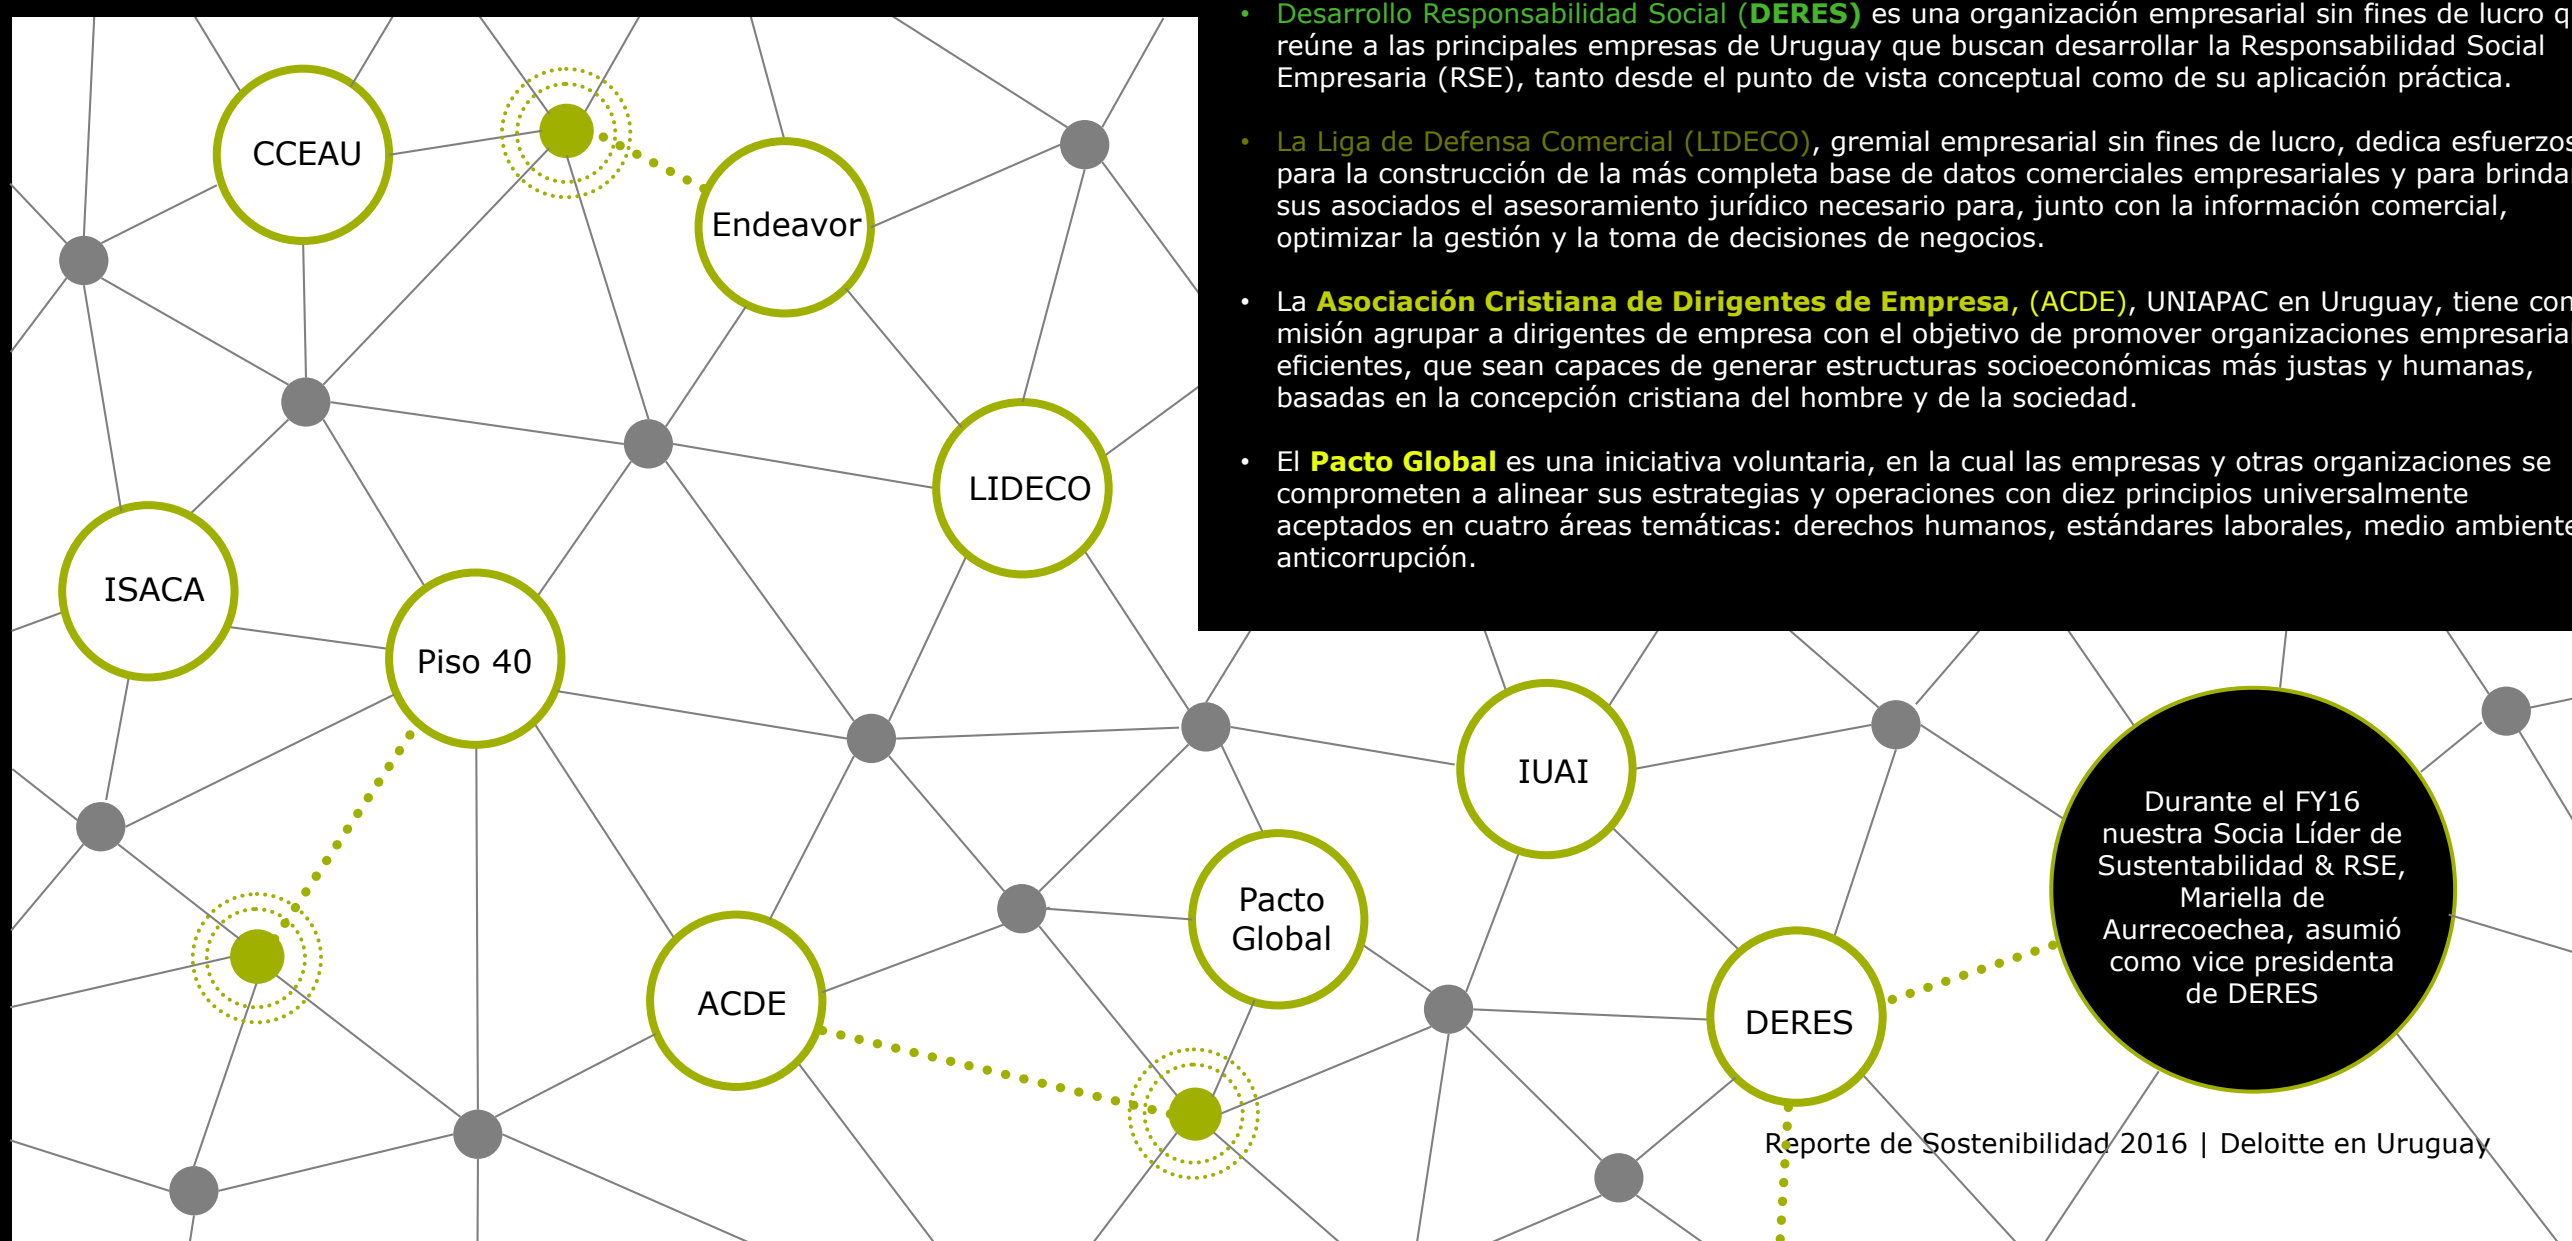 • Desarrollo Responsabilidad Social (DERES) es una organización empresarial sin fines de lucro
reúne a las principales empresas de Uruguay que buscan desarrollar la Responsabilidad Social
Empresaria (RSE), tanto desde el punto de vista conceptual como de su aplicación práctica.
• La Liga de Defensa Comercial (LIDECO), gremial empresarial sin fines de lucro, dedica esfuerzos
para la construcción de la más completa base de datos comerciales empresariales y para
sus asociados el asesoramiento jurídico necesario para, junto con la información comercial,
optimizar la gestión y la toma de decisiones de negocios.
• La Asociación Cristiana de Dirigentes de Empresa, (ACDE), UNIAPAC en Uruguay, tiene
misión agrupar a dirigentes de empresa con el objetivo de promover organizaciones
eficientes, que sean capaces de generar estructuras socioeconómicas más justas y humanas,
basadas en la concepción cristiana del hombre y de la sociedad.
• El Pacto Global es una iniciativa voluntaria, en la cual las empresas y otras organizaciones se
comprometen a alinear sus estrategias y operaciones con diez principios universalmente
aceptados en cuatro áreas temáticas: derechos humanos, estándares laborales, medio ambiente
anticorrupción.
CCEAU
Endeavor
LIDECO
ISACA
Piso 40
IUAI
Pacto
Global
ACDE
DERES
Durante el FY16
nuestra Socia Líder de
Sustentabilidad & RSE,
Mariella de
Aurrecoechea, asumió
como vice presidenta
de DERES
Reporte de Sostenibilidad 2016 | Deloitte en Uruguay